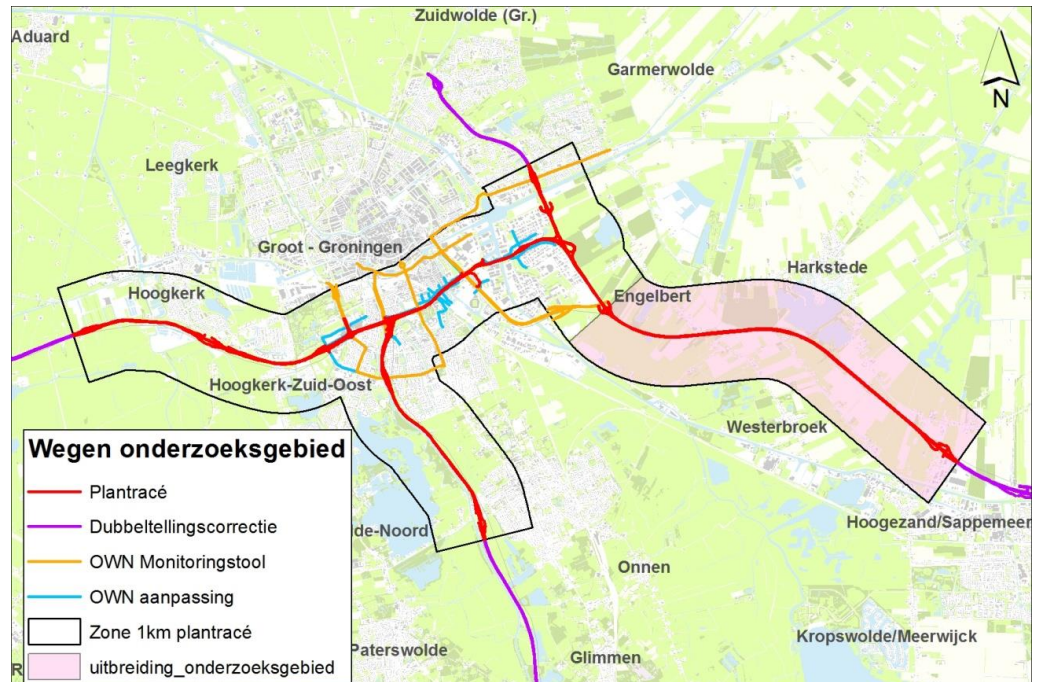 Zuidwolde (Gr.)
Aduard
Garmerwolde
N
Leegkerk
Groot - Groningen
Harkstede
Hoogkerk
Engelbert
Hoogkerk-Zuid-Oost
Westerbroek
Wegen onderzoeksgebied
Plantracé
Dubbeltellingscorrectie
OWN Monitoringstool
OWN aanpassing
Zone 1km plantracé
uitbreiding_onderzoeksgebied
Hoogezand/Sappemeer
lde-Noord
Onnen
Kropswolde/Meerwijck
Paterswolde
Glimmen
R